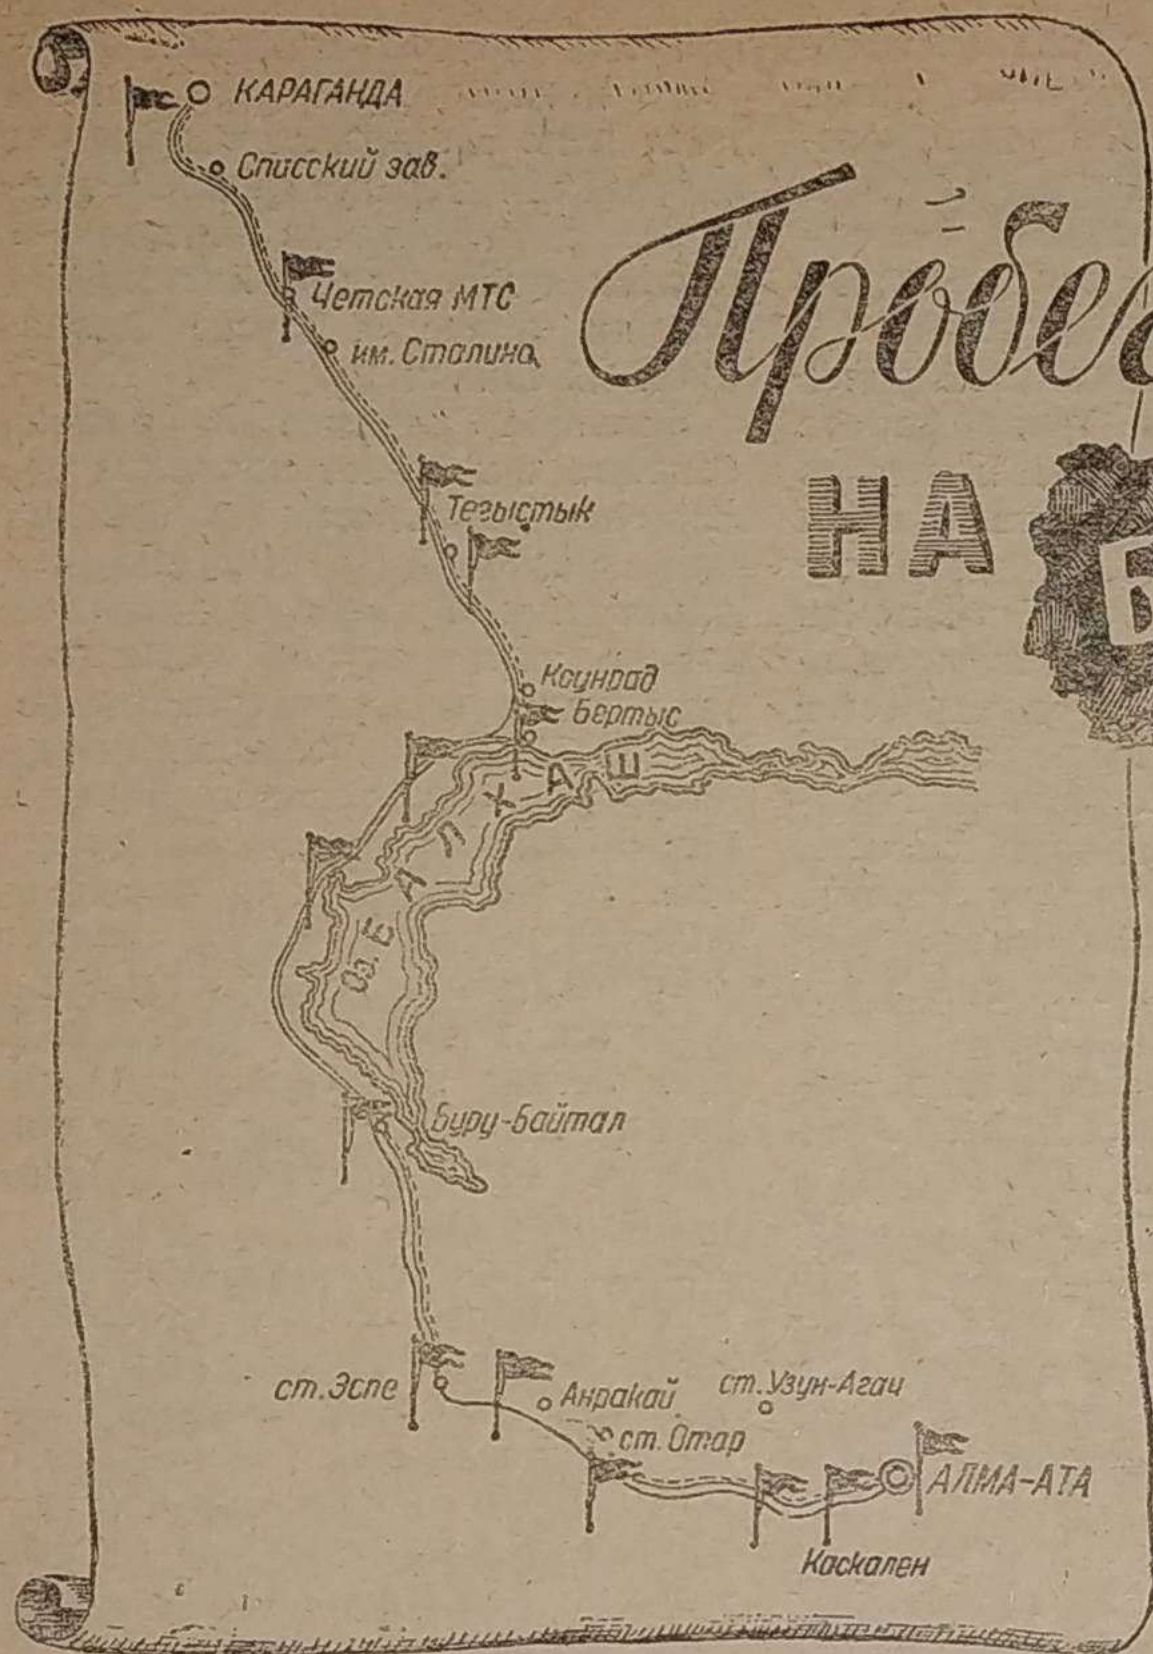 КАРАГАНДА
Списский зав.
Четская МТС
им. Сталина
Пробег
НА
Б
Тегыстык
Коунрад
Бертыс
Оз. БАЛХАШ
Буру-Байтал
ст. Эспе
Анракай
ст. Узун-Агач
ст. Отар
АЛМА-АТА
Каскален